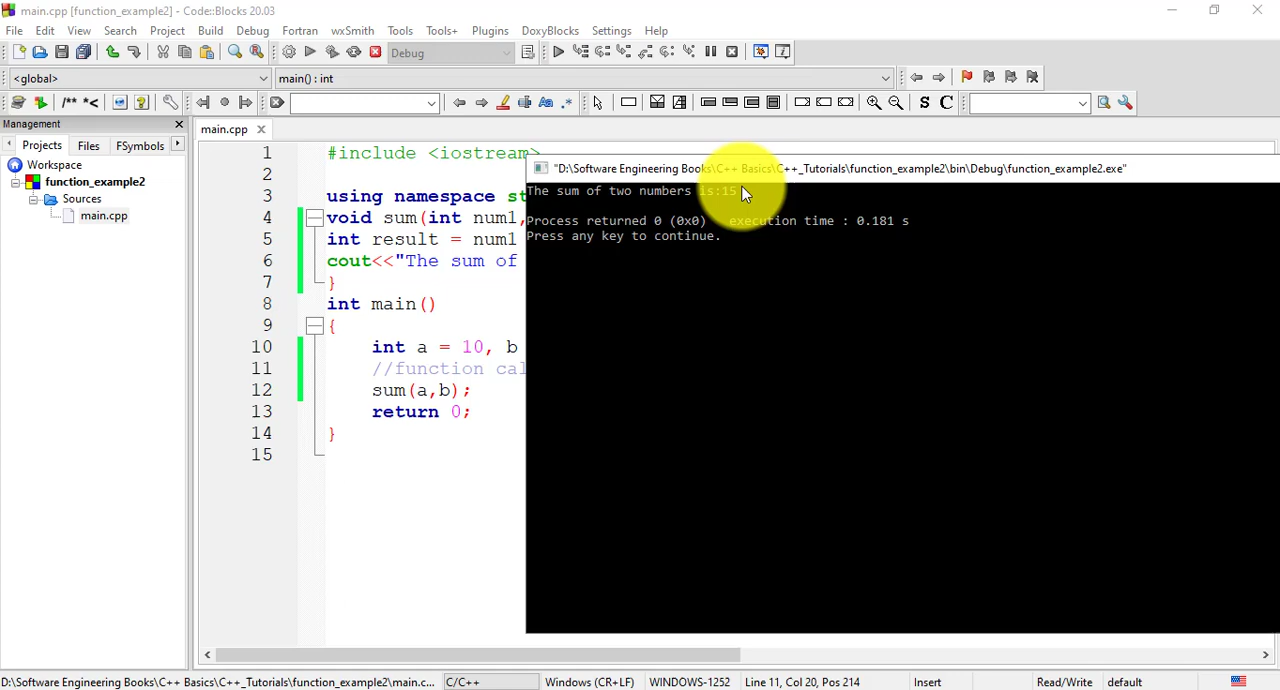 main.cpp [function_example2] - Code::Blocks 20.03
File Edit View Search Project Build Debug Fortran wxSmith Tools Tools+ Plugins DoxyBlocks Settings Help
Debug
<global> main() : int
/** *< Aa .* S C
Management
Projects Files FSymbols
main.cpp
Workspace
function_example2
Sources
main.cpp
1 #include <iostream>
2
3 using namespace st
4 void sum(int num1,
5 int result = num1
6 cout<<"The sum of
7 }
8 int main()
9 {
10 int a = 10, b
11 //function cal
12 sum(a,b);
13 return 0;
14 }
15
"D:\Software Engineering Books\C++ Basics\C++_Tutorials\function_example2\bin\Debug\function_example2.exe"
The sum of two numbers is:15
Process returned 0 (0x0) execution time : 0.181 s
Press any key to continue.
D:\Software Engineering Books\C++ Basics\C++_Tutorials\function_example2\main.c... C/C++ Windows (CR+LF) WINDOWS-1252 Line 11, Col 20, Pos 214 Insert Read/Write default